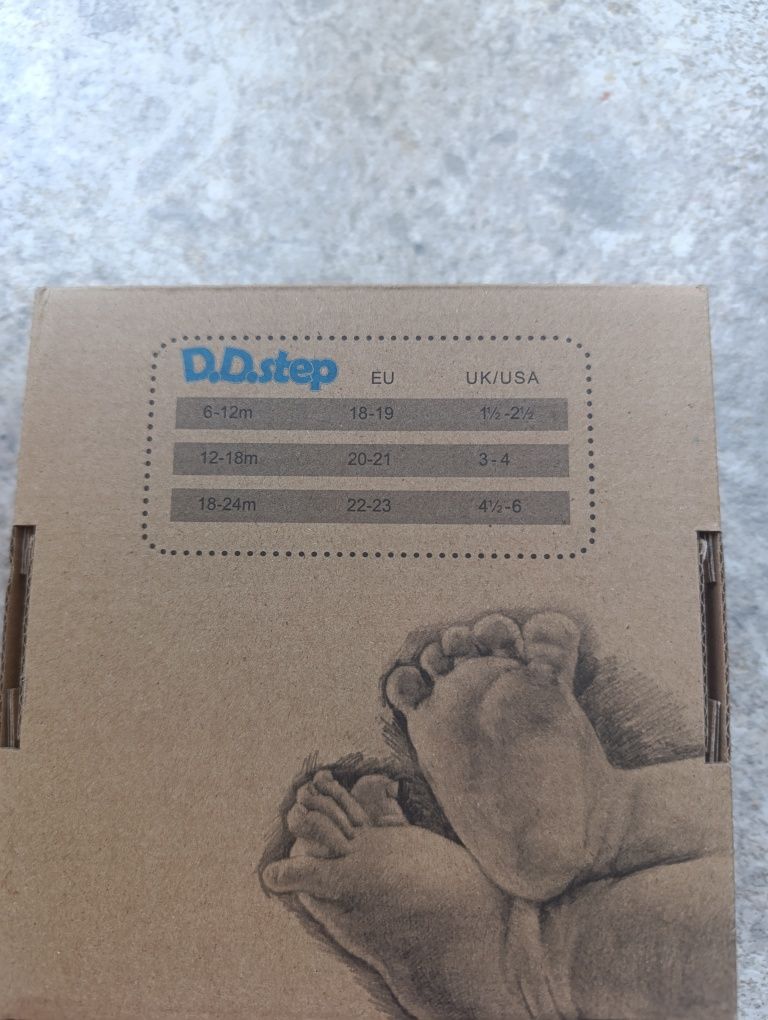 D.D.step EU UK/USA
6-12m 18-19 1½-2½
12-18m 20-21 3-4
18-24m 22-23 4½-6